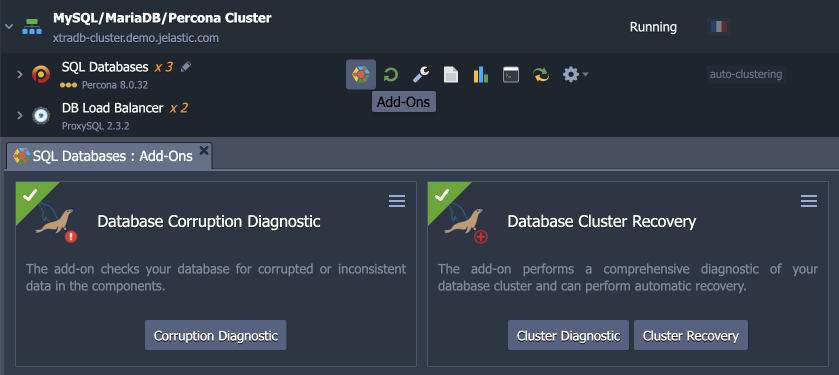 MySQL/MariaDB/Percona Cluster
xtradb-cluster.demo.jelastic.com
Running
SQL Databases x 3
Percona 8.0.32
auto-clustering
Add-Ons
DB Load Balancer x 2
ProxySQL 2.3.2
SQL Databases : Add-Ons
Database Corruption Diagnostic
The add-on checks your database for corrupted or inconsistent
data in the components.
Corruption Diagnostic
Database Cluster Recovery
The add-on performs a comprehensive diagnostic of your
database cluster and can perform automatic recovery.
Cluster Diagnostic
Cluster Recovery